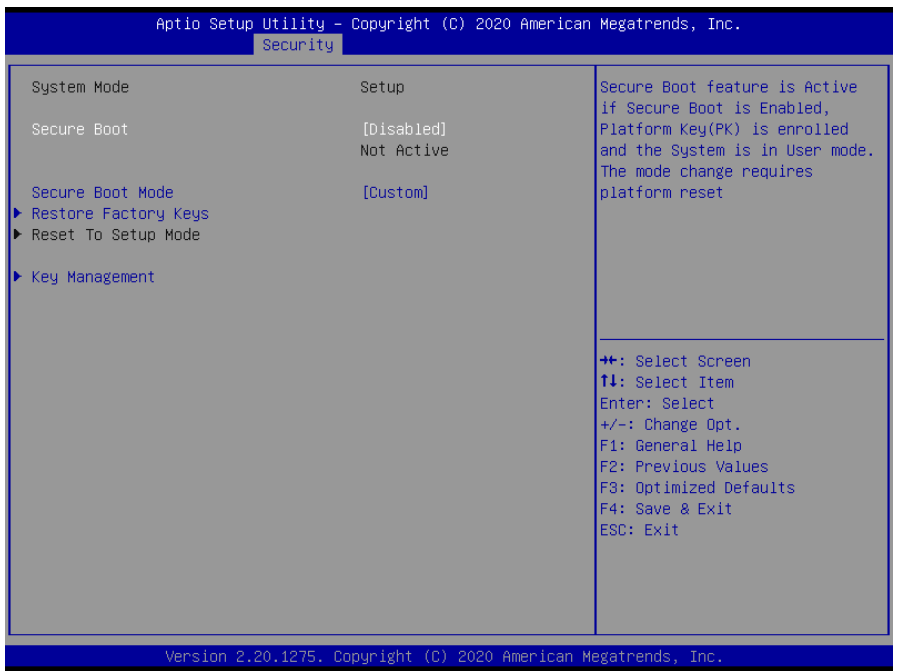 Aptio Setup Utility – Copyright (C) 2020 American Megatrends, Inc.
Security
System Mode Setup
Secure Boot [Disabled]
Not Active
Secure Boot Mode [Custom]
Restore Factory Keys
Reset To Setup Mode
Key Management
Secure Boot feature is Active
if Secure Boot is Enabled,
Platform Key(PK) is enrolled
and the System is in User mode.
The mode change requires
platform reset
→←: Select Screen
↑↓: Select Item
Enter: Select
+/-: Change Opt.
F1: General Help
F2: Previous Values
F3: Optimized Defaults
F4: Save & Exit
ESC: Exit
Version 2.20.1275. Copyright (C) 2020 American Megatrends, Inc.